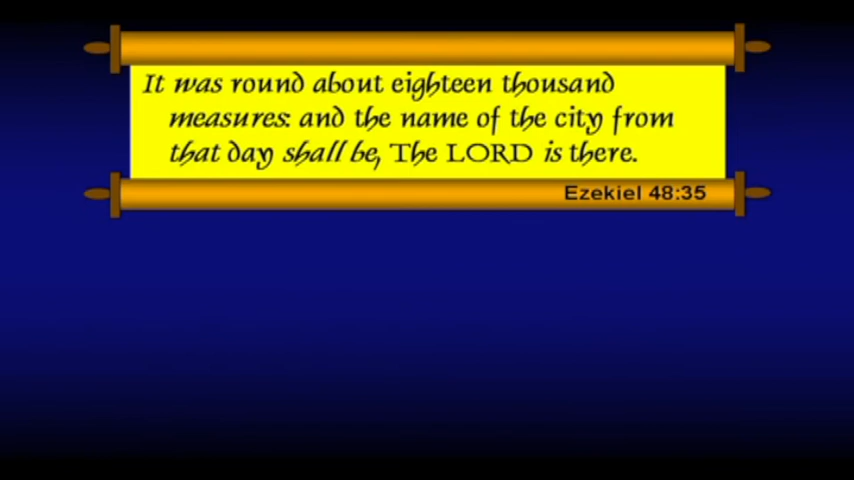 It was round about eighteen thousand
measures: and the name of the city from
that day shall be, The LORD is there.
Ezekiel 48:35